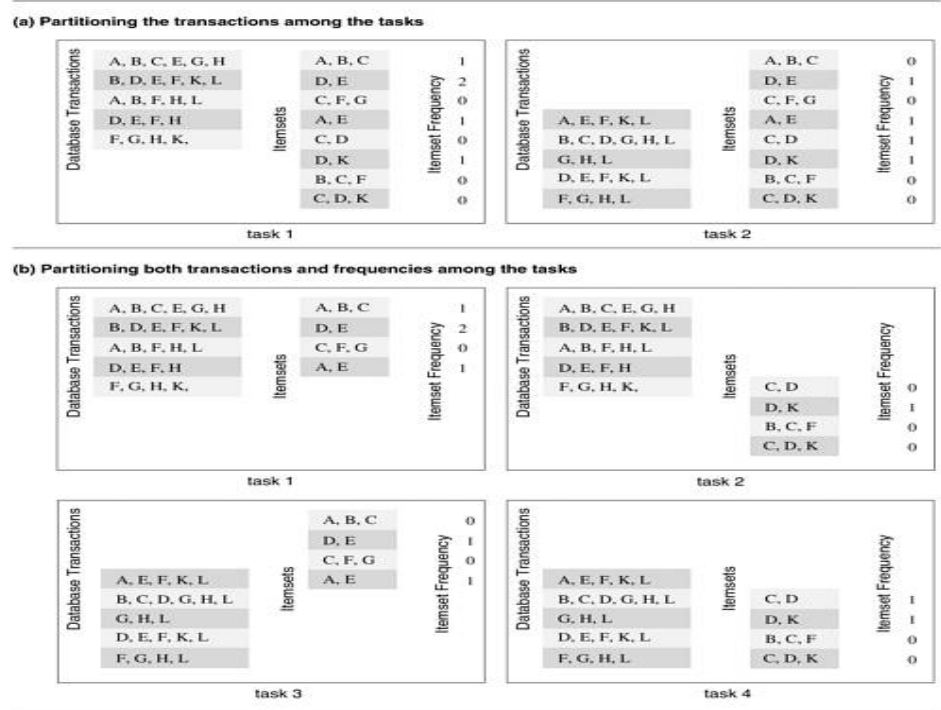 (a) Partitioning the transactions among the tasks
Database Transactions
A, B, C, E, G, H
B, D, E, F, K, L
A, B, F, H, L
D, E, F, H
F, G, H, K,
Itemsets
A, B, C
D, E
C, F, G
A, E
C, D
D, K
B, C, F
C, D, K
Itemset Frequency
1
2
0
1
0
1
0
0
task 1
Database Transactions
A, E, F, K, L
B, C, D, G, H, L
G, H, L
D, E, F, K, L
F, G, H, L
Itemsets
A, B, C
D, E
C, F, G
A, E
C, D
D, K
B, C, F
C, D, K
Itemset Frequency
0
1
0
1
1
1
0
0
task 2
(b) Partitioning both transactions and frequencies among the tasks
Database Transactions
A, B, C, E, G, H
B, D, E, F, K, L
A, B, F, H, L
D, E, F, H
F, G, H, K,
Itemsets
A, B, C
D, E
C, F, G
A, E
Itemset Frequency
1
2
0
1
task 1
Database Transactions
A, B, C, E, G, H
B, D, E, F, K, L
A, B, F, H, L
D, E, F, H
F, G, H, K,
Itemsets
C, D
D, K
B, C, F
C, D, K
Itemset Frequency
0
1
0
0
task 2
Database Transactions
A, E, F, K, L
B, C, D, G, H, L
G, H, L
D, E, F, K, L
F, G, H, L
Itemsets
A, B, C
D, E
C, F, G
A, E
Itemset Frequency
0
1
0
1
task 3
Database Transactions
A, E, F, K, L
B, C, D, G, H, L
G, H, L
D, E, F, K, L
F, G, H, L
Itemsets
C, D
D, K
B, C, F
C, D, K
Itemset Frequency
1
1
0
0
task 4